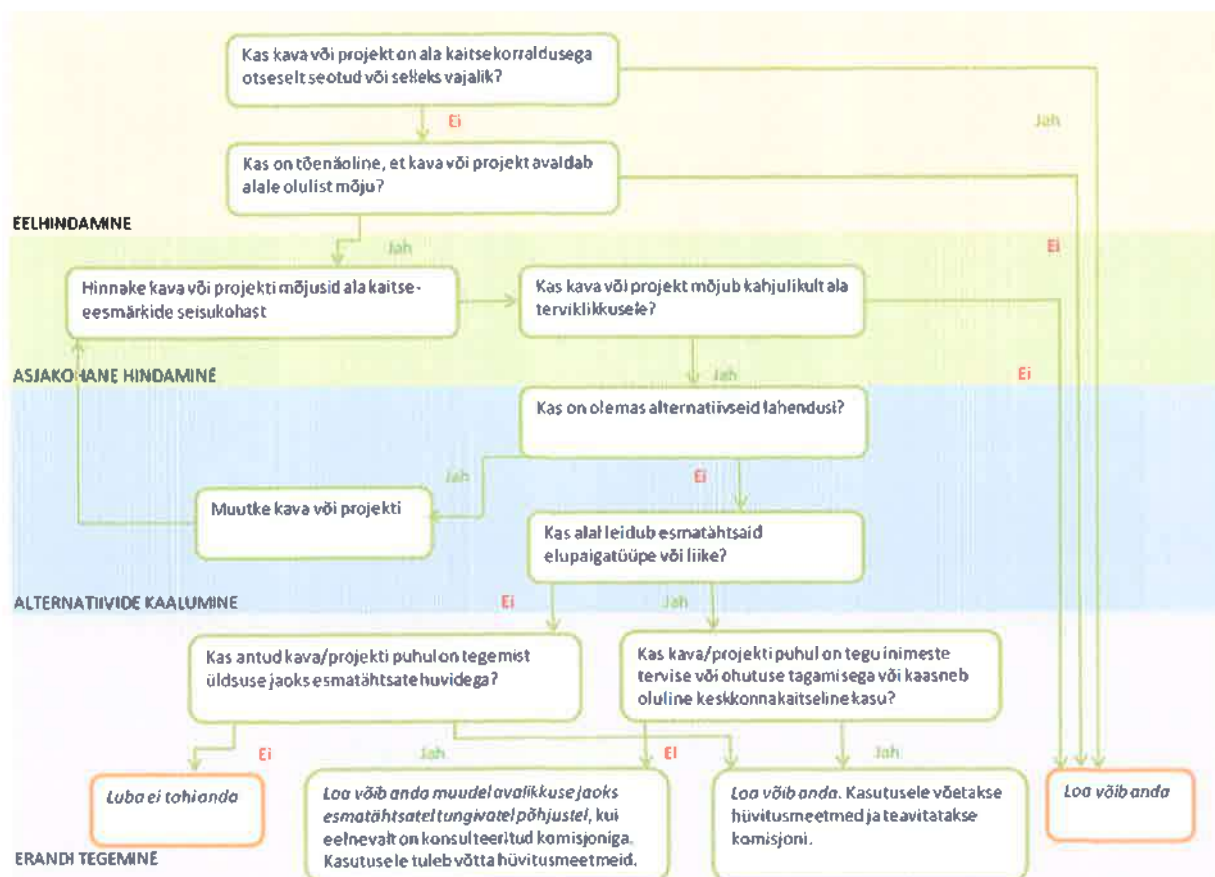 Kas kava või projekt on ala kaitsekorraldusega
otseselt seotud või selleks vajalik?
Ei
Jah
Kas on tõenäoline, et kava või projekt avaldab
alale olulist mõju?
EELHINDAMINE
Jah
Ei
Hinnake kava või projekti mõjusid ala kaitse-
eesmärkide seisukohast
Kas kava või projekt mõjub kahjulikult ala
terviklikkusele?
ASJAKOHANE HINDAMINE
Jah
Ei
Kas on olemas alternatiivseid lahendusi?
Jah
Ei
Muutke kava või projekti
Kas alal leidub esmatähtsaid
elupaigatüüpe või liike?
ALTERNATIIVIDE KAALUMINE
Ei
Jah
Kas antud kava/projekti puhul on tegemist
üldsuse jaoks esmatähtsate huvidega?
Kas kava/projekti puhul on tegu inimeste
tervise või ohutuse tagamisega või kaasneb
oluline keskkonnakaitseline kasu?
Ei
Jah
Ei
Jah
Luba ei tohi anda
Loa võib anda muudel avalikkuse jaoks
esmatähtsatel tungivatel põhjustel, kui
eelnevalt on konsulteeritud komisjoniga.
Kasutusele tuleb võtta hüvitusmeetmeid.
Loa võib anda. Kasutusele võetakse
hüvitusmeetmed ja teavitatakse
komisjoni.
Loa võib anda
ERANDI TEGEMINE